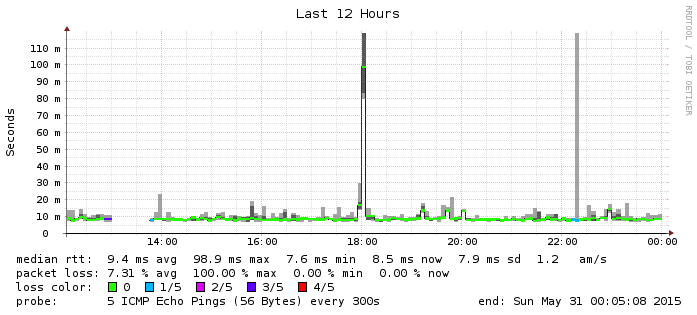 Last 12 Hours
RRDTOOL / TOBI OETIKER
Seconds
110 m
100 m
90 m
80 m
70 m
60 m
50 m
40 m
30 m
20 m
10 m
0
14:00 16:00 18:00 20:00 22:00 00:00
median rtt: 9.4 ms avg 98.9 ms max 7.6 ms min 8.5 ms now 7.9 ms sd 1.2 am/s
packet loss: 7.31 % avg 100.00 % max 0.00 % min 0.00 % now
loss color: 0 1/5 2/5 3/5 4/5
probe: 5 ICMP Echo Pings (56 Bytes) every 300s end: Sun May 31 00:05:08 2015